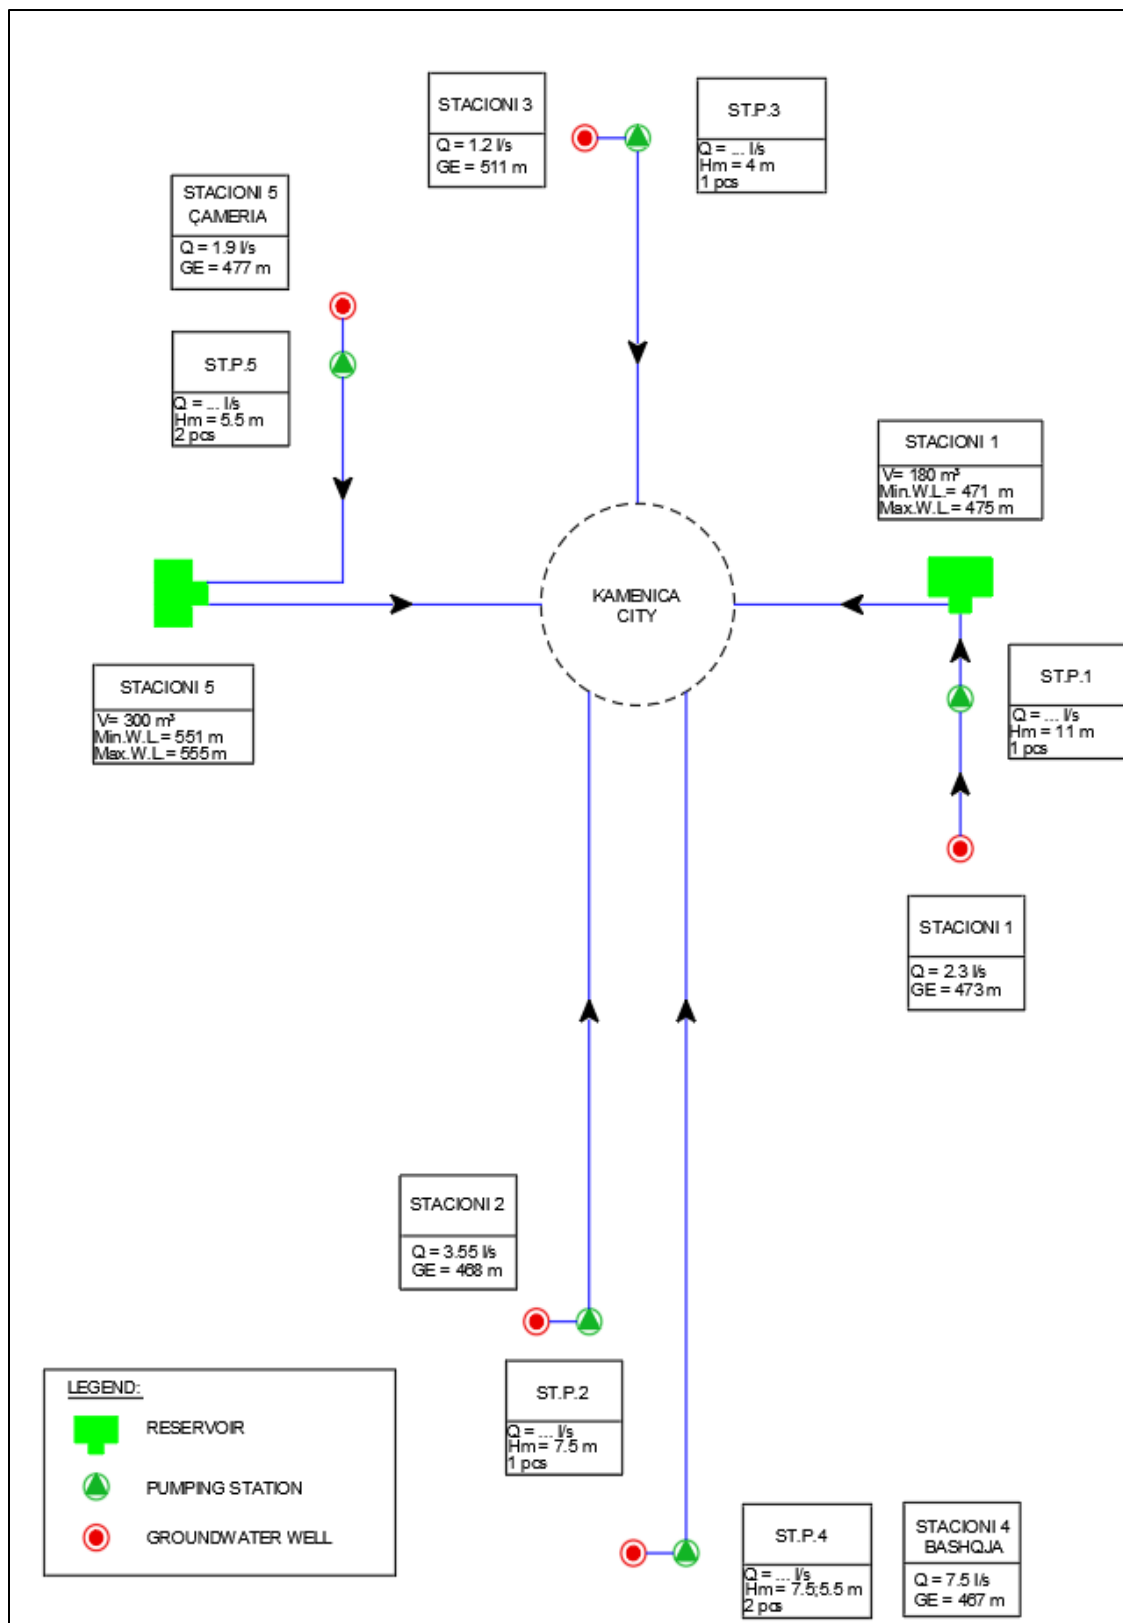 STACIONI 3
Q = 1.2 l/s
GE = 511 m
ST.P.3
Q = ... l/s
Hm = 4 m
1 pcs
STACIONI 5
ÇAMERIA
Q = 1.9 l/s
GE = 477 m
ST.P.5
Q = ... l/s
Hm = 5.5 m
2 pcs
STACIONI 1
V= 180 m³
Min.W.L.= 471 m
Max.W.L.= 475 m
KAMENICA
CITY
STACIONI 5
V= 300 m³
Min.W.L.= 551 m
Max.W.L.= 555 m
ST.P.1
Q = ... l/s
Hm = 11 m
1 pcs
STACIONI 1
Q = 2.3 l/s
GE = 473 m
STACIONI 2
Q = 3.55 l/s
GE = 468 m
ST.P.2
Q = ... l/s
Hm = 7.5 m
1 pcs
LEGEND:
RESERVOIR
PUMPING STATION
GROUNDWATER WELL
ST.P.4
Q = ... l/s
Hm = 7.5;5.5 m
2 pcs
STACIONI 4
BASHQJA
Q = 7.5 l/s
GE = 467 m